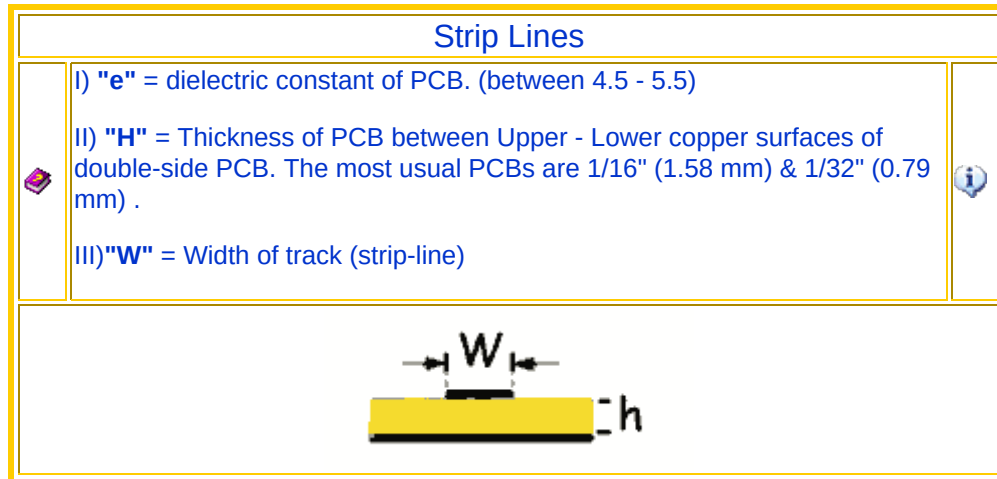 Strip Lines
I) "e" = dielectric constant of PCB. (between 4.5 - 5.5)
II) "H" = Thickness of PCB between Upper - Lower copper surfaces of
double-side PCB. The most usual PCBs are 1/16" (1.58 mm) & 1/32" (0.79
mm) .
III)"W" = Width of track (strip-line)
W
h